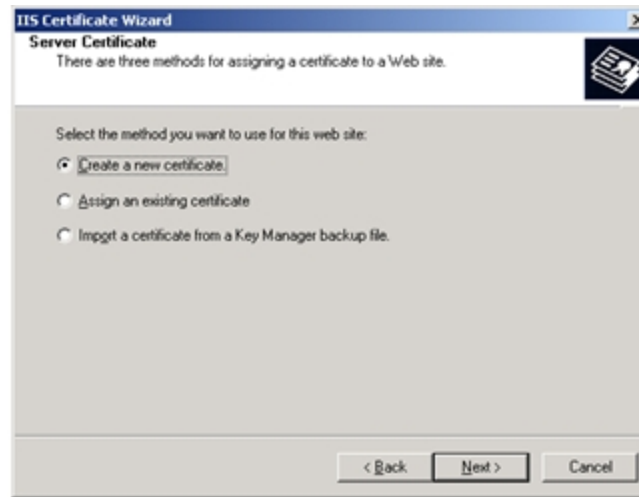 IIS Certificate Wizard
Server Certificate
There are three methods for assigning a certificate to a Web site.
Select the method you want to use for this web site:
Create a new certificate.
Assign an existing certificate
Import a certificate from a Key Manager backup file.
< Back Next > Cancel